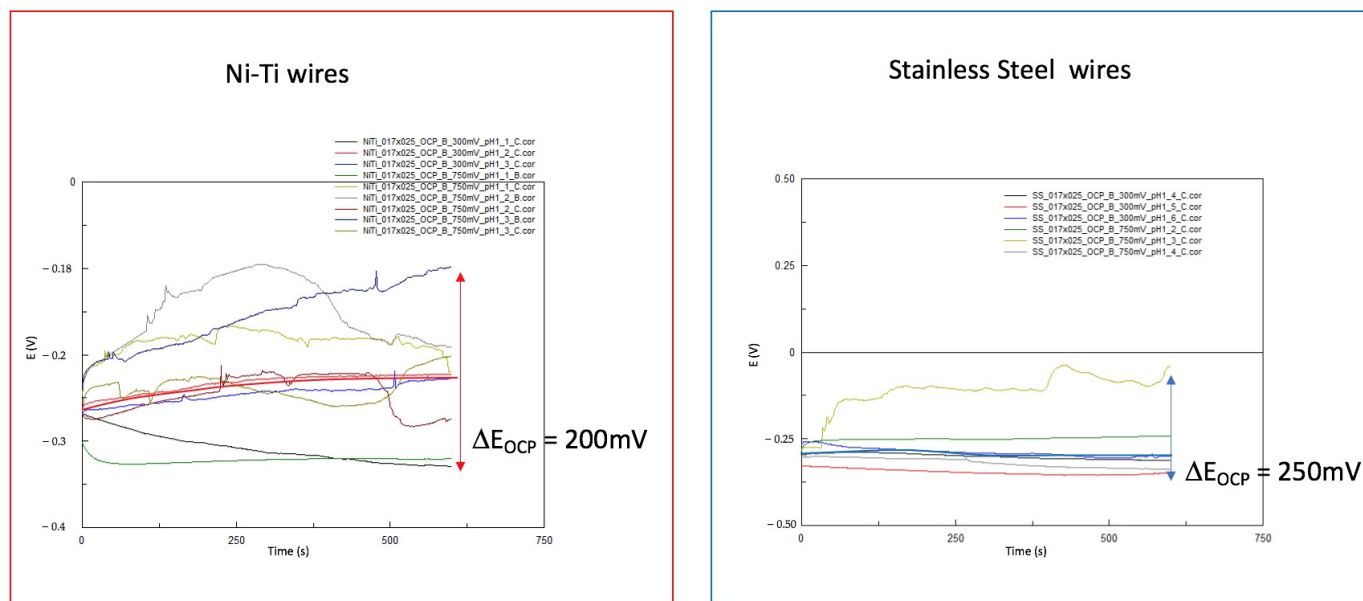 Ni-Ti wires
NiTi_017x025_OCP_B_300mV_pH1_1_C.cor
NiTi_017x025_OCP_B_300mV_pH1_2_C.cor
NiTi_017x025_OCP_B_300mV_pH1_3_C.cor
NiTi_017x025_OCP_B_750mV_pH1_1_B.cor
NiTi_017x025_OCP_B_750mV_pH1_1_C.cor
NiTi_017x025_OCP_B_750mV_pH1_2_B.cor
NiTi_017x025_OCP_B_750mV_pH1_2_C.cor
NiTi_017x025_OCP_B_750mV_pH1_3_B.cor
NiTi_017x025_OCP_B_750mV_pH1_3_C.cor
0
– 0.18
– 0.2
– 0.3
– 0.4
E (V)
0
250
500
750
Time (s)
ΔEOCP = 200mV
Stainless Steel wires
SS_017x025_OCP_B_300mV_pH1_4_C.cor
SS_017x025_OCP_B_300mV_pH1_5_C.cor
SS_017x025_OCP_B_300mV_pH1_6_C.cor
SS_017x025_OCP_B_750mV_pH1_2_C.cor
SS_017x025_OCP_B_750mV_pH1_3_C.cor
SS_017x025_OCP_B_750mV_pH1_4_C.cor
0.50
0.25
0
– 0.25
– 0.50
E (V)
0
250
500
750
Time (s)
ΔEOCP = 250mV